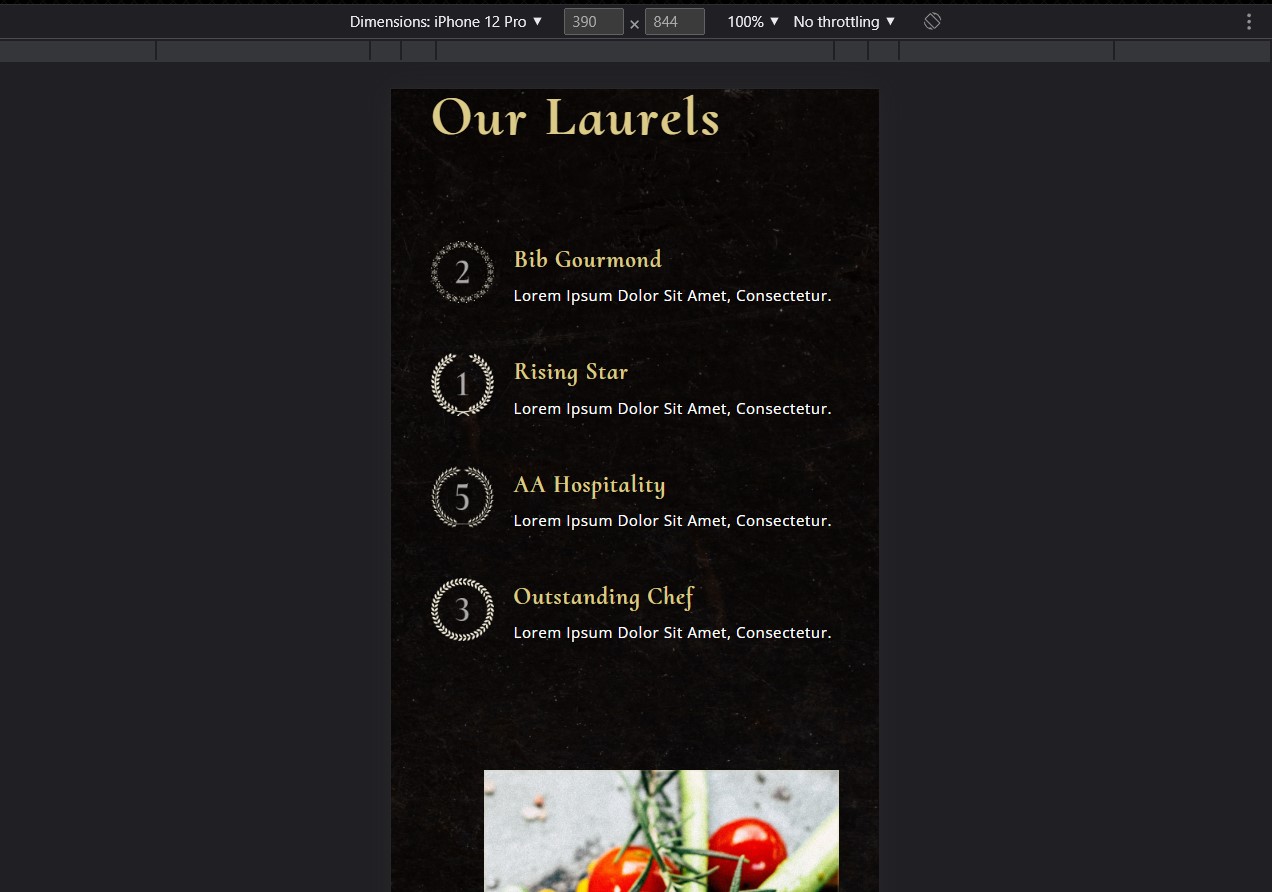 Dimensions: iPhone 12 Pro ▼ 390 × 844 100% ▼ No throttling ▼
Our Laurels
2
Bib Gourmond
Lorem Ipsum Dolor Sit Amet, Consectetur.
1
Rising Star
Lorem Ipsum Dolor Sit Amet, Consectetur.
5
AA Hospitality
Lorem Ipsum Dolor Sit Amet, Consectetur.
3
Outstanding Chef
Lorem Ipsum Dolor Sit Amet, Consectetur.